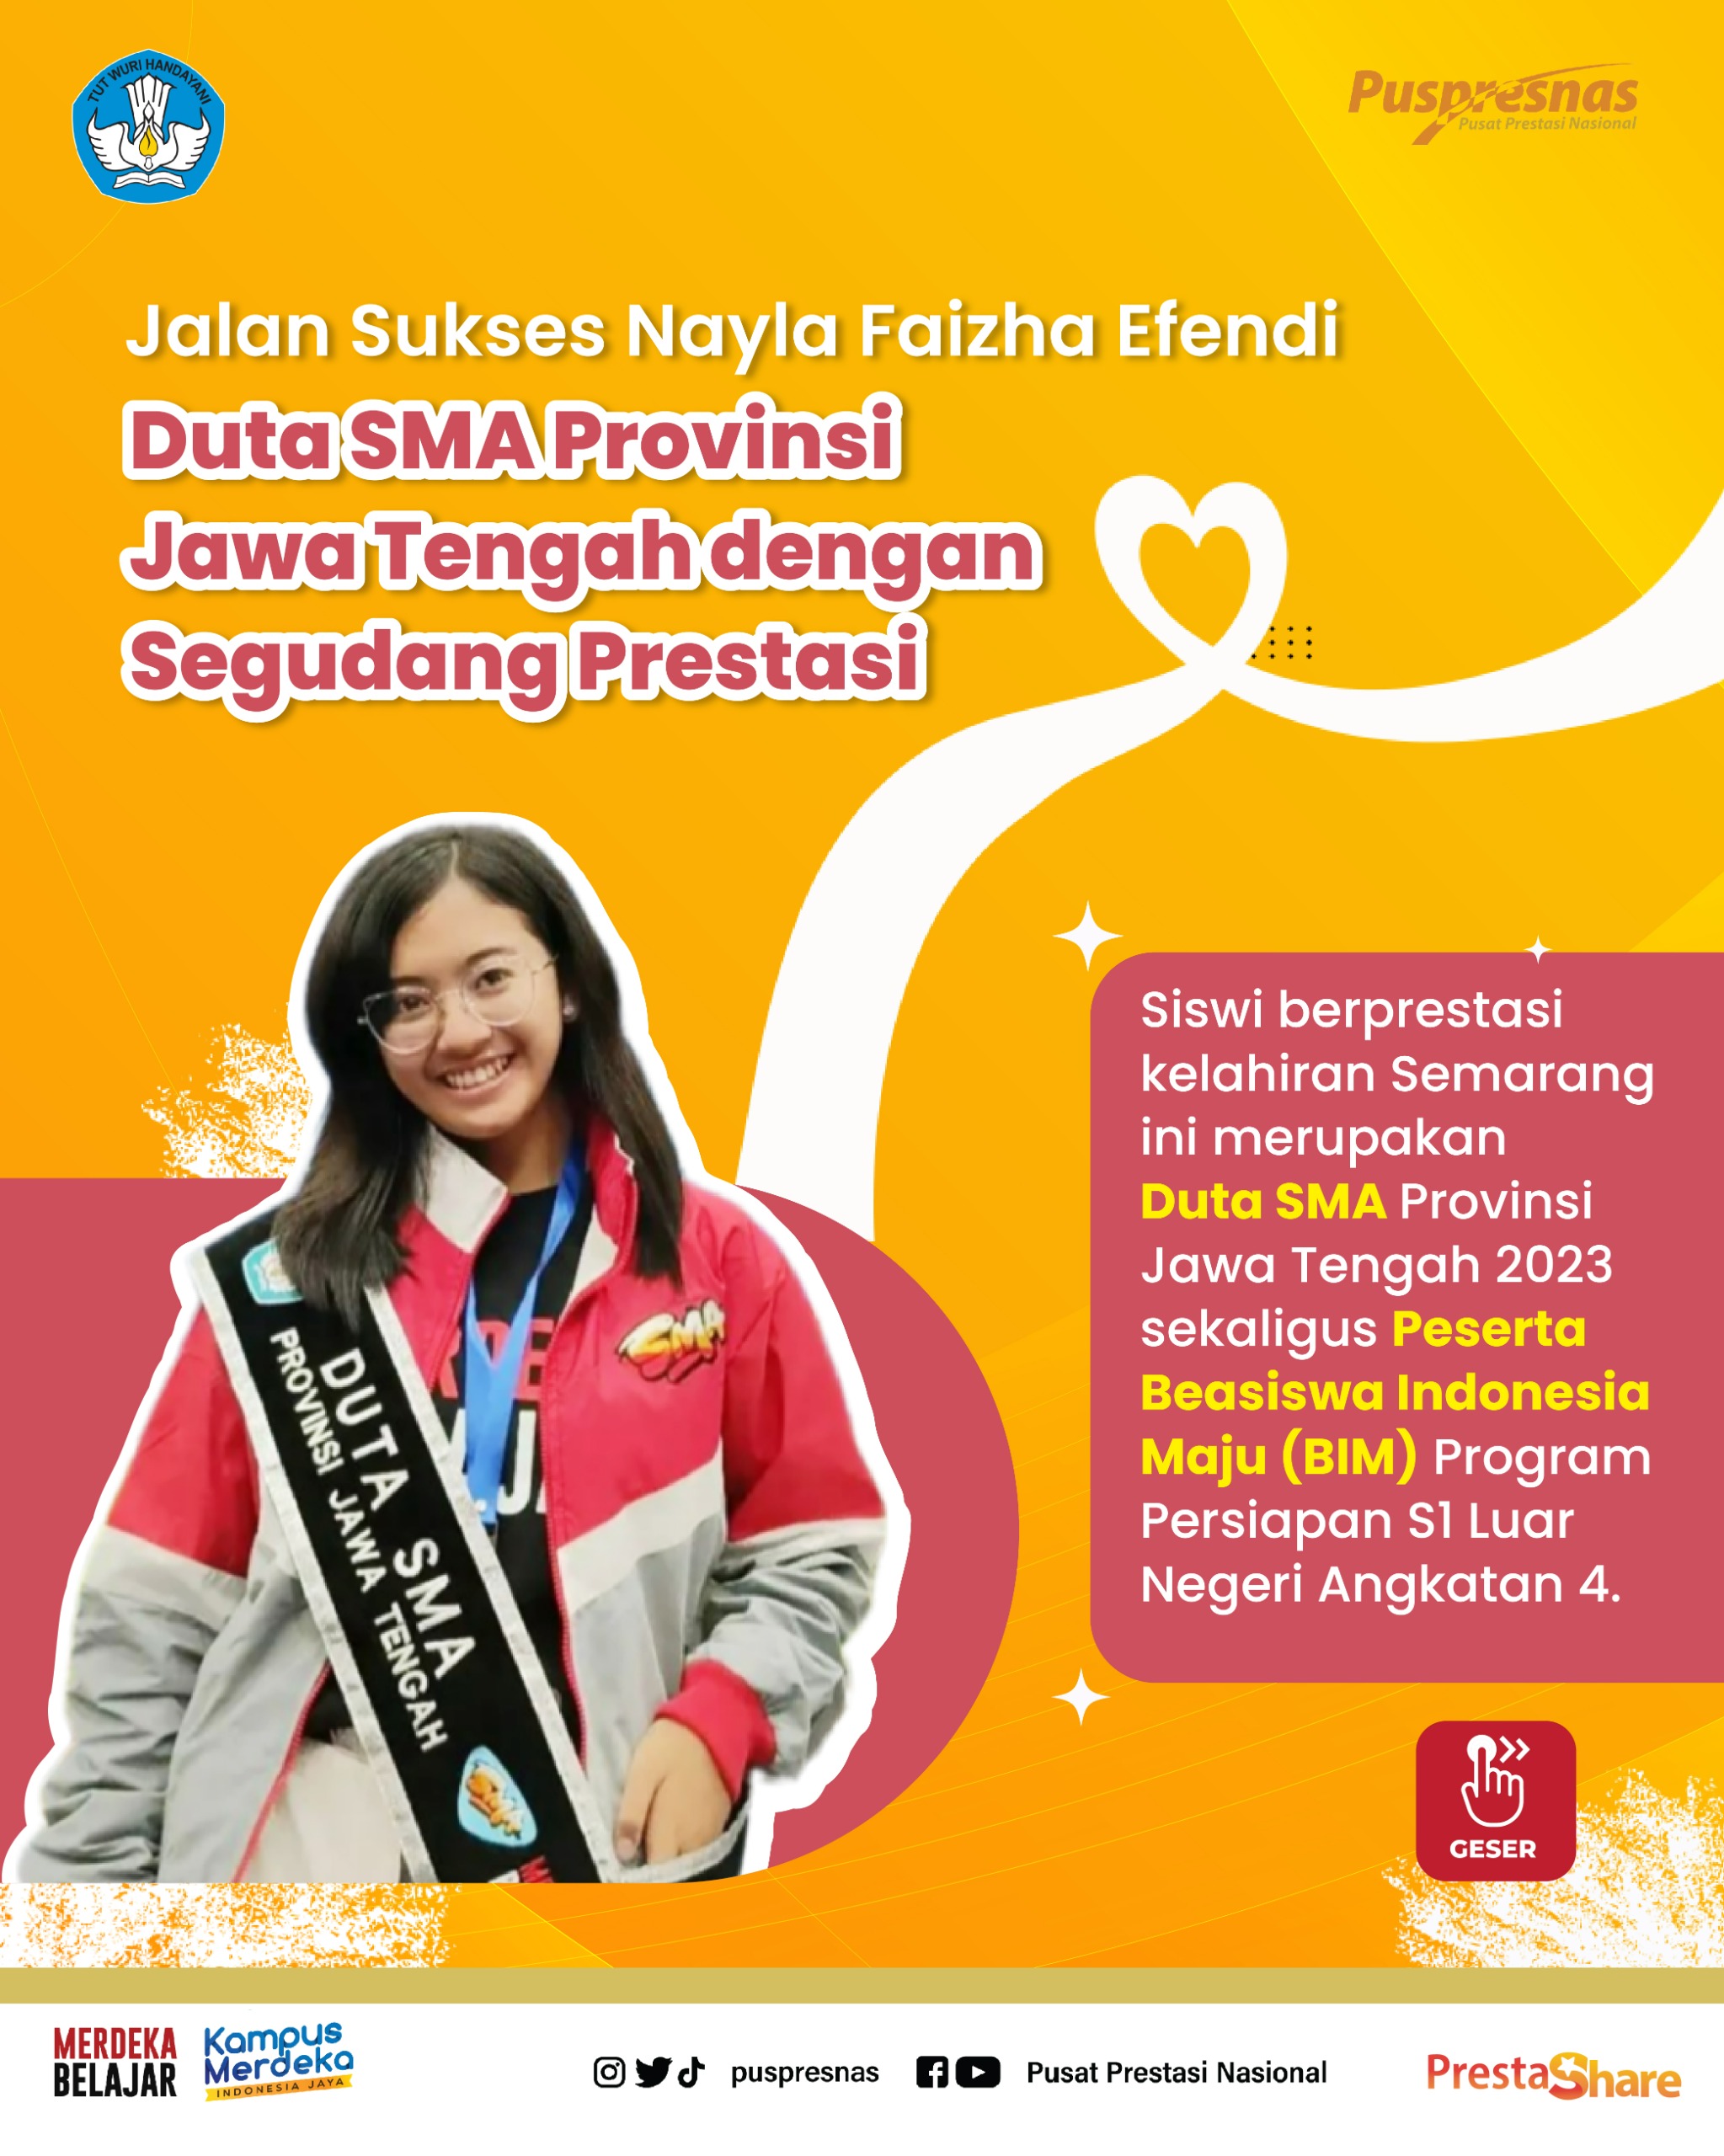 TUT WURI HANDAYANI
Puspresnas
Pusat Prestasi Nasional
Jalan Sukses Nayla Faizha Efendi
Duta SMA Provinsi
Jawa Tengah dengan
Segudang Prestasi
Siswi berprestasi
kelahiran Semarang
ini merupakan
Duta SMA Provinsi
Jawa Tengah 2023
sekaligus Peserta
Beasiswa Indonesia
Maju (BIM) Program
Persiapan S1 Luar
Negeri Angkatan 4.
SMA
DUTA SMA
PROVINSI JAWA TENGAH
SMA
GESER
MERDEKA
BELAJAR
Kampus
Merdeka
INDONESIA JAYA
puspresnas
Pusat Prestasi Nasional
PrestaShare